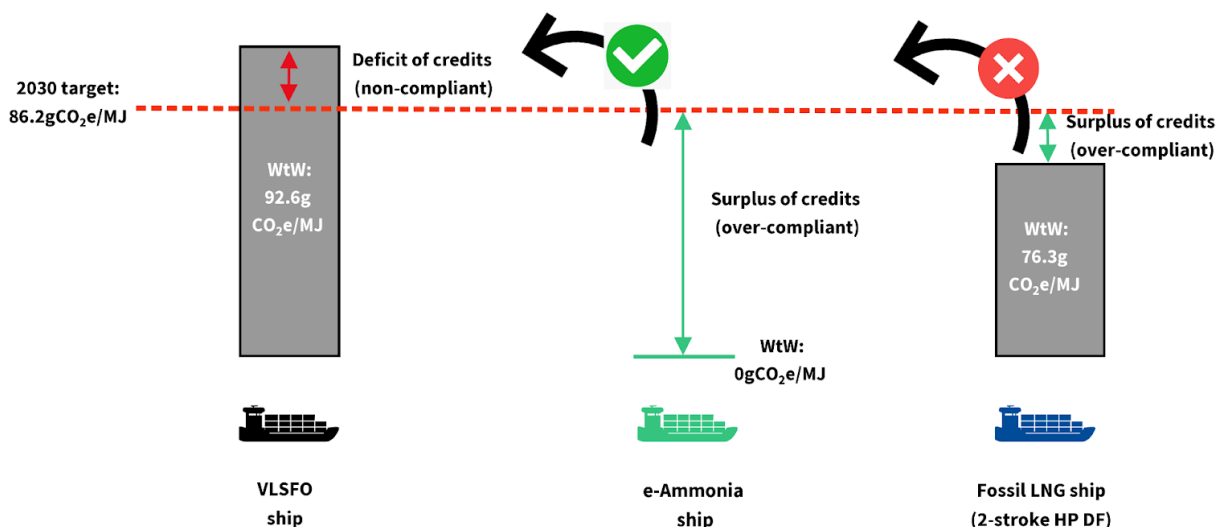 2030 target:
86.2gCO₂e/MJ
Deficit of credits
(non-compliant)
WtW:
92.6g
CO₂e/MJ
Surplus of credits
(over-compliant)
WtW:
0gCO₂e/MJ
Surplus of credits
(over-compliant)
WtW:
76.3g
CO₂e/MJ
VLSFO
ship
e-Ammonia
ship
Fossil LNG ship
(2-stroke HP DF)